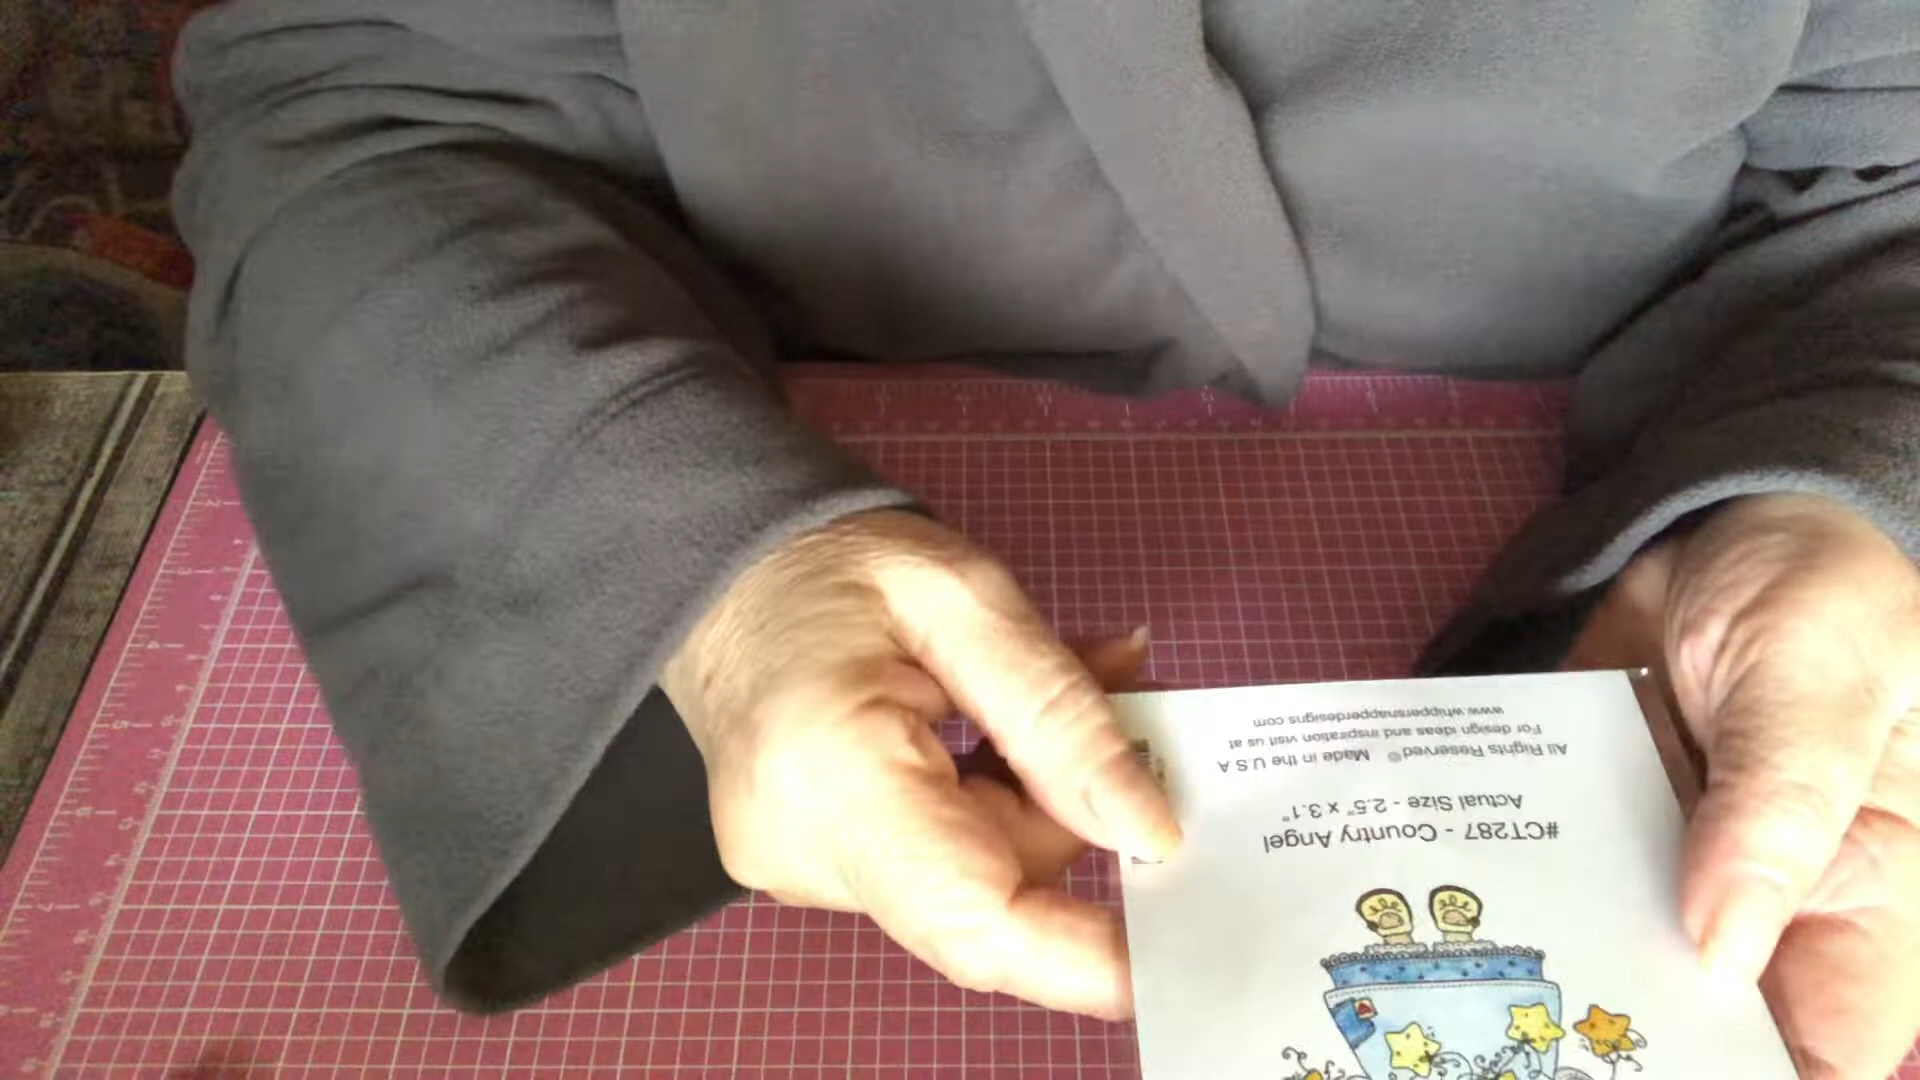 #CT287 - Country Angel
Actual Size - 2.5" x 3.1"
All Rights Reserved© Made in the U.S.A
For design ideas and inspiration visit us at
www.whippersnapperdesigns.com